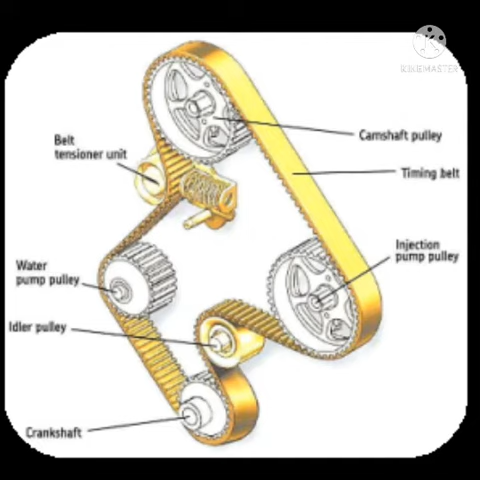 KINEMASTER
Camshaft pulley
Belt
tensioner unit
Timing belt
Injection
pump pulley
Water
pump pulley
Idler pulley
Crankshaft